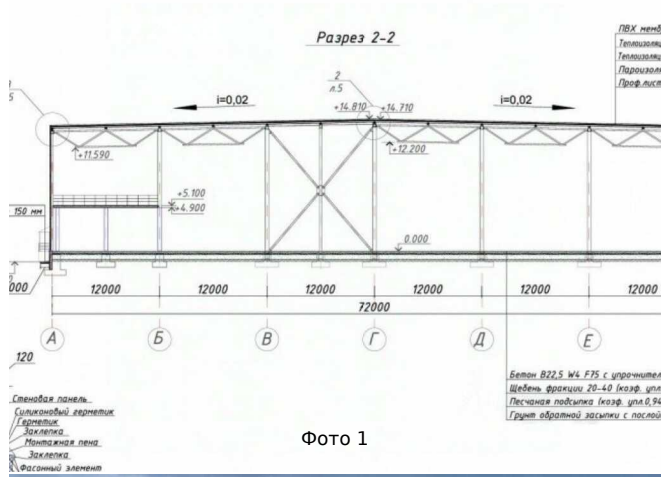 Разрез 2-2
ПВХ
Пароизол
Проф.лист
2
л.5
i=0,02
i=0,02
+14.810
+14.710
+11.590
+12.200
+5.100
+4.900
150 мм
0.000
000
12000
12000
12000
12000
12000
12000
72000
А
Б
В
Г
Д
Е
120
Бетон В22,5 W4 F75 с упрочнител
Щебень фракции 20-40 (коэф. упл.
Песчаная подсыпка (коэф. упл.0,94
Грунт обратной засыпки с послой
Стеновая панель
Силиконовый герметик
Герметик
Заклепка
Монтажная пена
Заклепка
Фасонный элемент
Фото 1